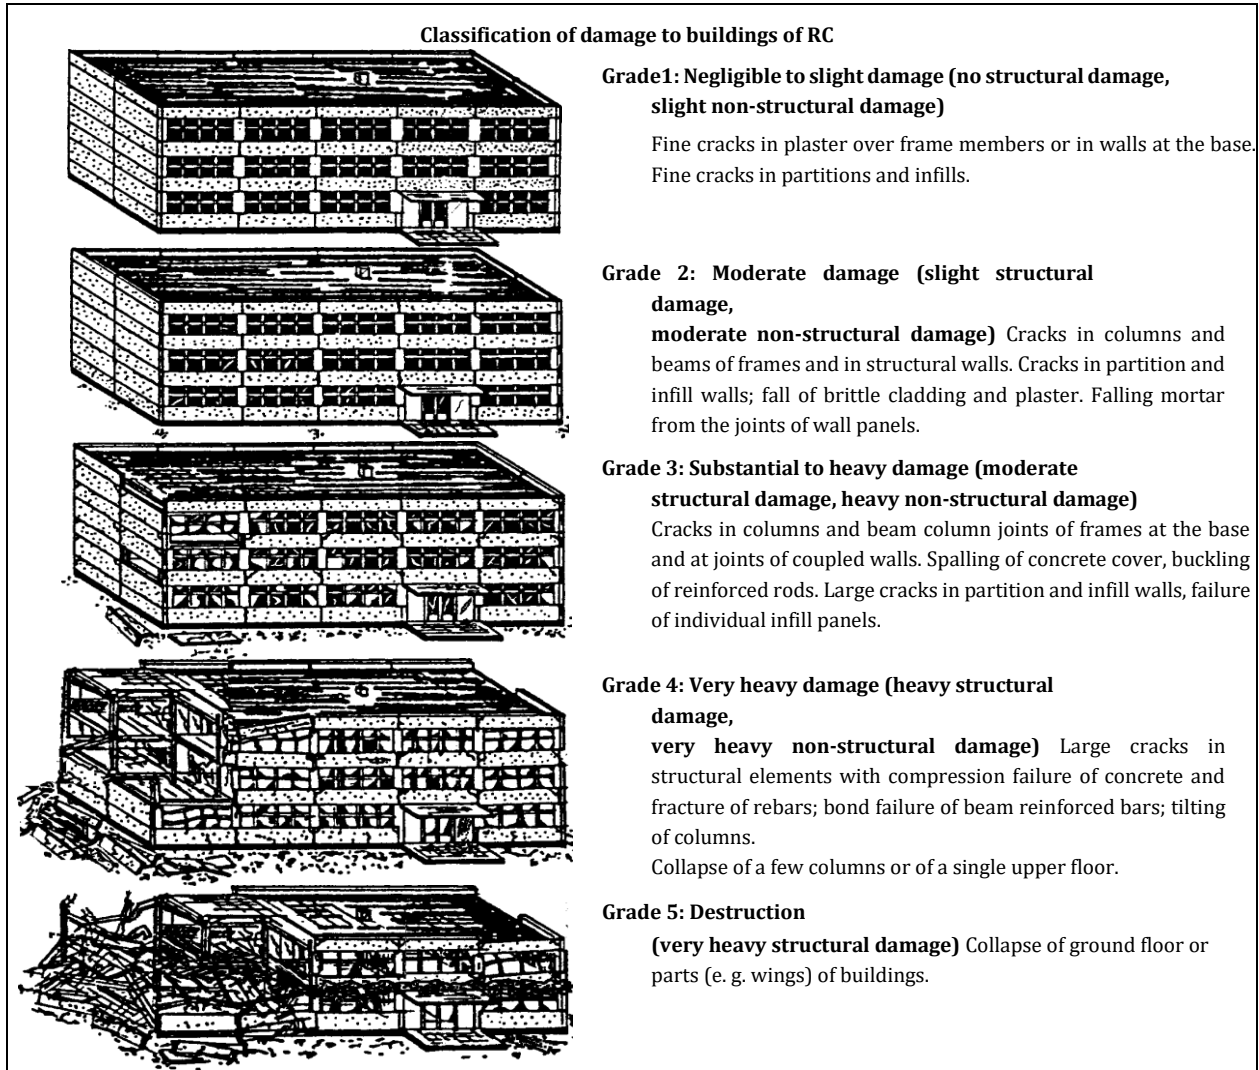 Classification of damage to buildings of RC
Grade1: Negligible to slight damage (no structural damage,
slight non-structural damage)
Fine cracks in plaster over frame members or in walls at the base.
Fine cracks in partitions and infills.
Grade 2: Moderate damage (slight structural
damage,
moderate non-structural damage) Cracks in columns and
beams of frames and in structural walls. Cracks in partition and
infill walls; fall of brittle cladding and plaster. Falling mortar
from the joints of wall panels.
Grade 3: Substantial to heavy damage (moderate
structural damage, heavy non-structural damage)
Cracks in columns and beam column joints of frames at the base
and at joints of coupled walls. Spalling of concrete cover, buckling
of reinforced rods. Large cracks in partition and infill walls, failure
of individual infill panels.
Grade 4: Very heavy damage (heavy structural
damage,
very heavy non-structural damage) Large cracks in
structural elements with compression failure of concrete and
fracture of rebars; bond failure of beam reinforced bars; tilting
of columns.
Collapse of a few columns or of a single upper floor.
Grade 5: Destruction
(very heavy structural damage) Collapse of ground floor or
parts (e. g. wings) of buildings.